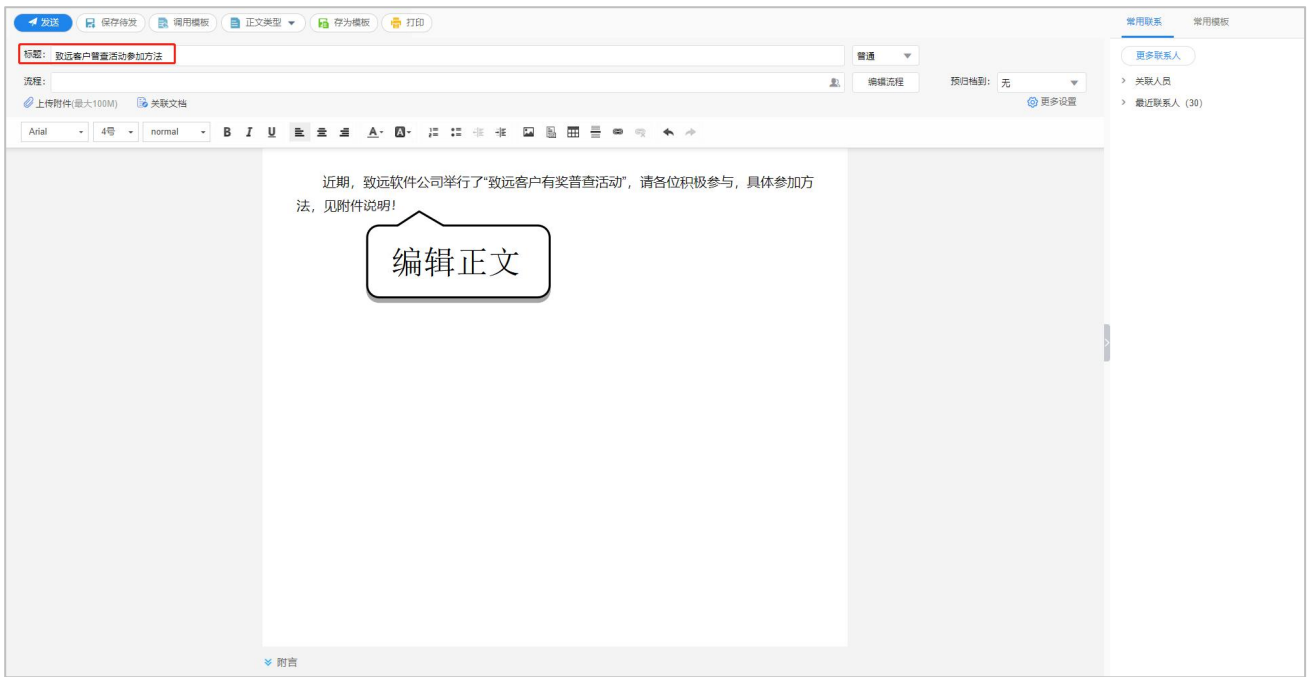 发送 保存待发 调用模板 正文类型 存为模板 打印
常用联系 常用模板
标题: 致远客户普查活动参加方法 普通
更多联系人
流程: 编辑流程 预归档到: 无
关联人员
上传附件(最大100M) 关联文档 更多设置
最近联系人 (30)
Arial 4号 normal B I U A A
近期，致远软件公司举行了“致远客户有奖普查活动”，请各位积极参与，具体参加方
法，见附件说明！
编辑正文
附言